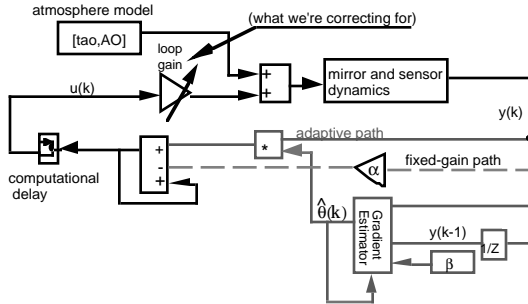 atmosphere model
(what we're correcting for)
[tao,AO]
loop
gain
+
+
mirror and sensor
dynamics
u(k)
y(k)
adaptive path
+
-
+
*
α
fixed-gain path
computational
delay
θ̂(k)
Gradient
Estimator
y(k-1)
1/Z
β